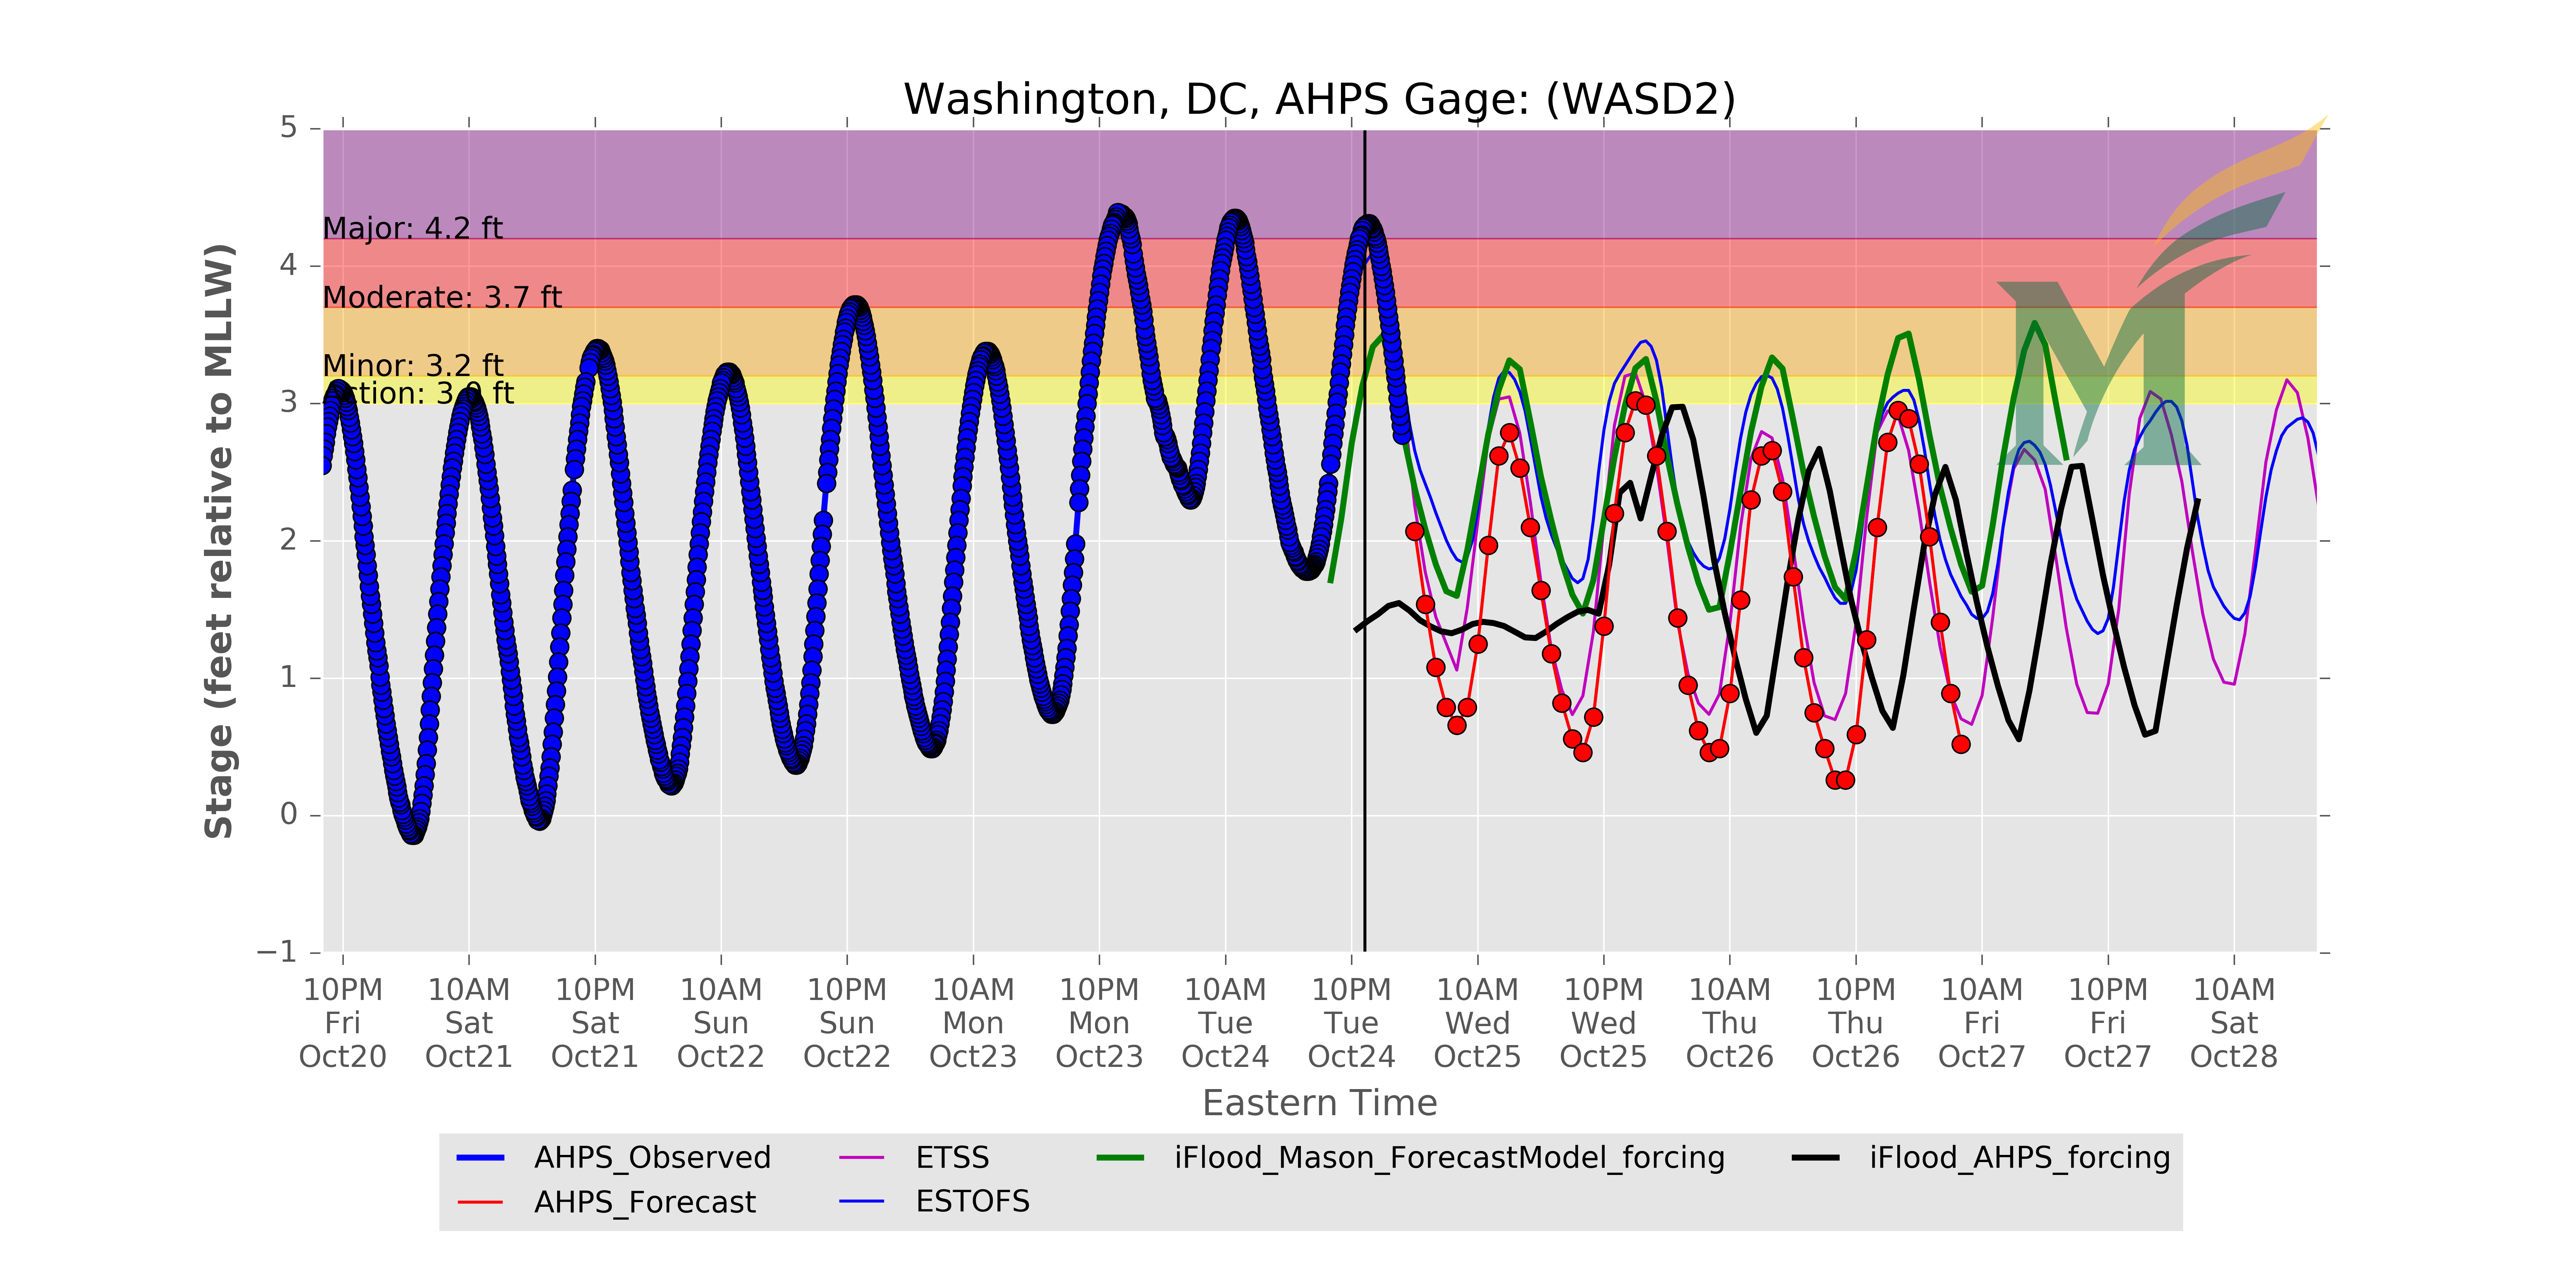 Washington, DC, AHPS Gage: (WASD2)
Stage (feet relative to MLLW)
5
4
3
2
1
0
−1
Major: 4.2 ft
Moderate: 3.7 ft
Minor: 3.2 ft
Action: 3.0 ft
10PM 10AM 10PM 10AM 10PM 10AM 10PM 10AM 10PM 10AM 10PM 10AM 10PM 10AM 10PM 10AM
Fri Sat Sat Sun Sun Mon Mon Tue Tue Wed Wed Thu Thu Fri Fri Sat
Oct20 Oct21 Oct21 Oct22 Oct22 Oct23 Oct23 Oct24 Oct24 Oct25 Oct25 Oct26 Oct26 Oct27 Oct27 Oct28
Eastern Time
AHPS_Observed ETSS iFlood_Mason_ForecastModel_forcing iFlood_AHPS_forcing
AHPS_Forecast ESTOFS